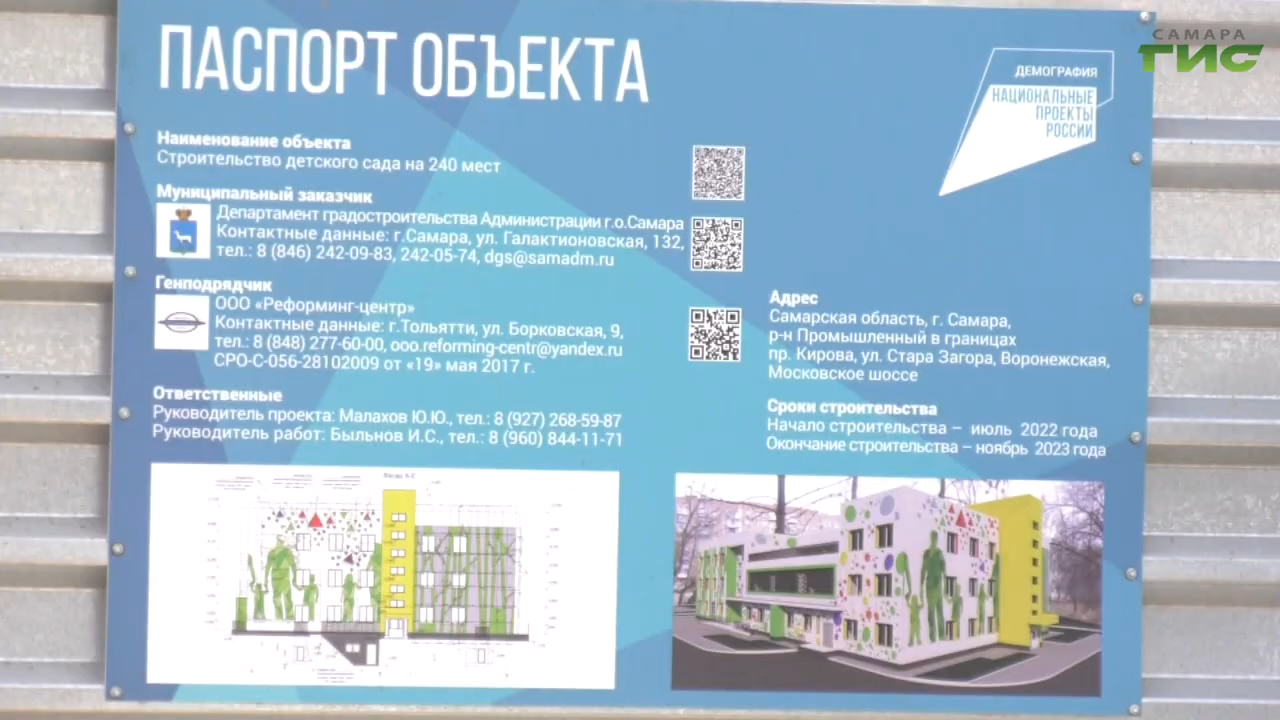 САМАРА
ГИС
ПАСПОРТ ОБЪЕКТА
ДЕМОГРАФИЯ
НАЦИОНАЛЬНЫЕ
ПРОЕКТЫ
РОССИИ
Наименование объекта
Строительство детского сада на 240 мест
Муниципальный заказчик
Департамент градостроительства Администрации г.о.Самара
Контактные данные: г.Самара, ул. Галактионовская, 132,
тел.: 8 (846) 242-09-83, 242-05-74, dgs@samadm.ru
Генподрядчик
ООО «Реформинг-центр»
Контактные данные: г.Тольятти, ул. Борковская, 9,
тел.: 8 (848) 277-60-00, ooo.reforming-centr@yandex.ru
СРО-С-056-28102009 от «19» мая 2017 г.
Ответственные
Руководитель проекта: Малахов Ю.Ю., тел.: 8 (927) 268-59-87
Руководитель работ: Быльнов И.С., тел.: 8 (960) 844-11-71
Адрес
Самарская область, г. Самара,
р-н Промышленный в границах
пр. Кирова, ул. Стара Загора, Воронежская,
Московское шоссе
Сроки строительства
Начало строительства – июль 2022 года
Окончание строительства – ноябрь 2023 года